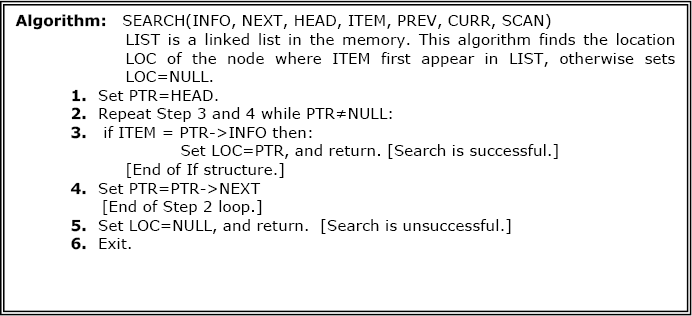 Algorithm: SEARCH(INFO, NEXT, HEAD, ITEM, PREV, CURR, SCAN)
LIST is a linked list in the memory. This algorithm finds the location
LOC of the node where ITEM first appear in LIST, otherwise sets
LOC=NULL.
1. Set PTR=HEAD.
2. Repeat Step 3 and 4 while PTR≠NULL:
3. if ITEM = PTR->INFO then:
Set LOC=PTR, and return. [Search is successful.]
[End of If structure.]
4. Set PTR=PTR->NEXT
[End of Step 2 loop.]
5. Set LOC=NULL, and return. [Search is unsuccessful.]
6. Exit.